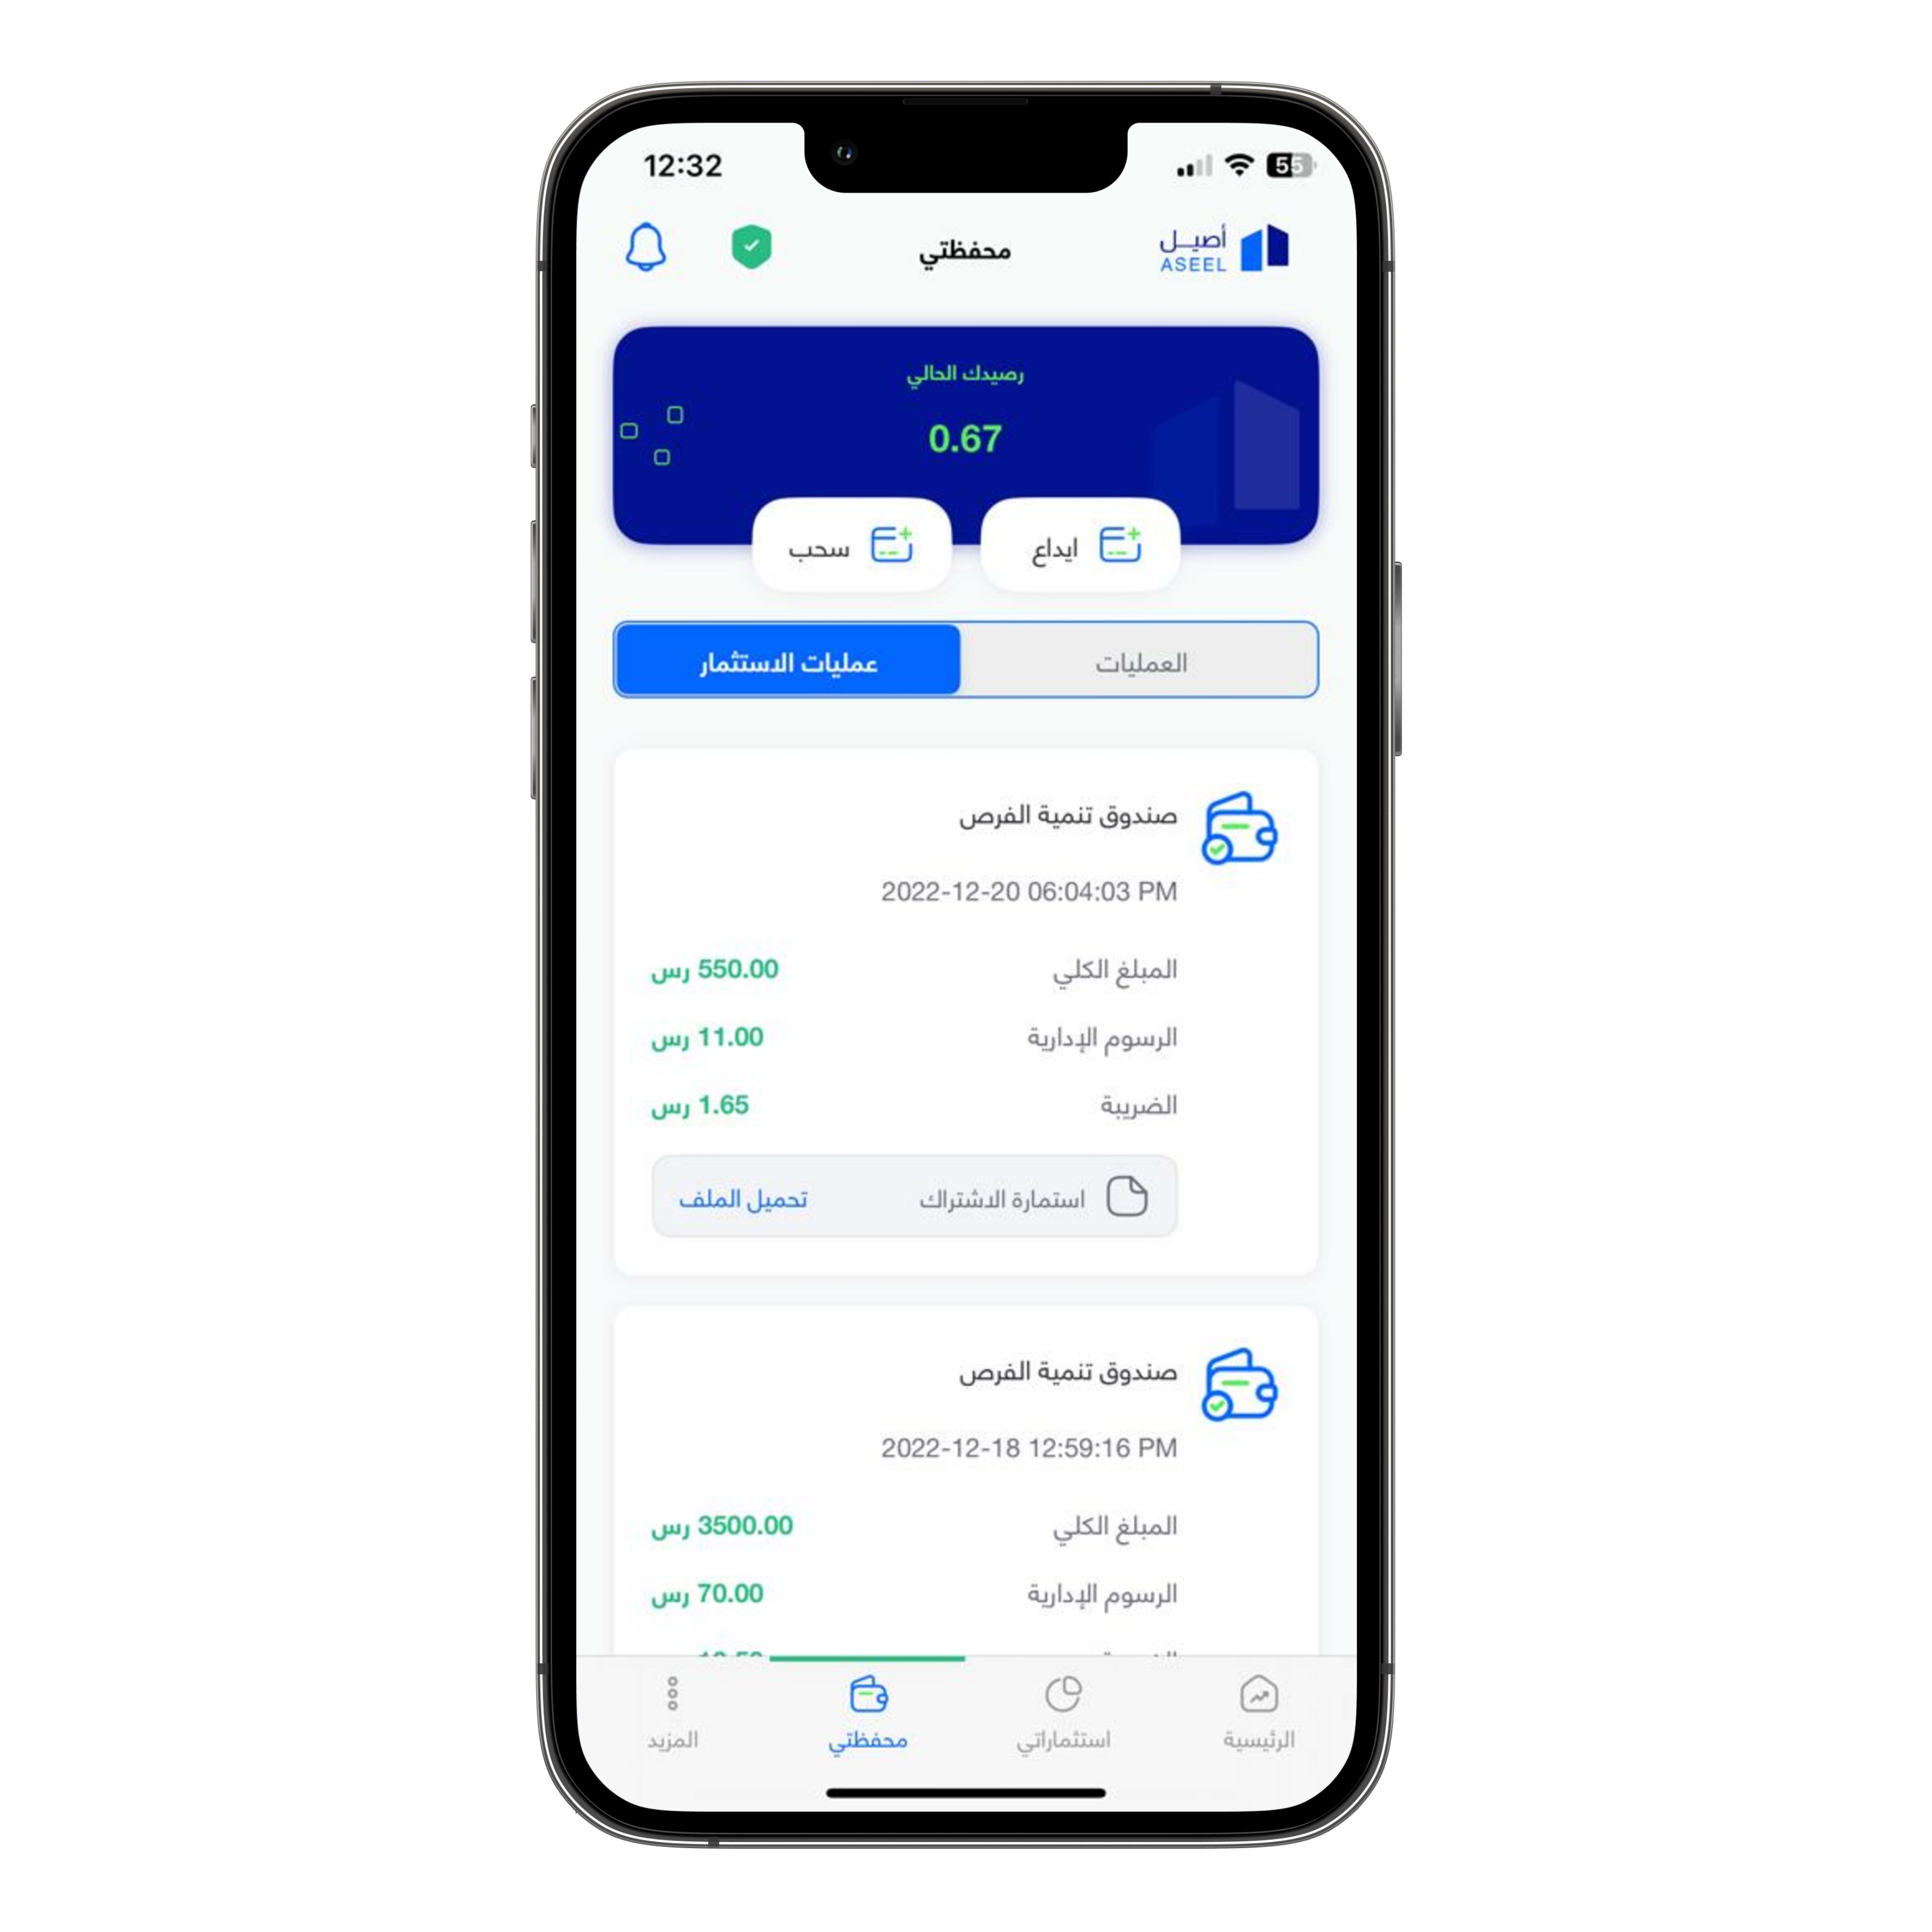 12:32
55
أصيل
ASEEL
محفظتي
رصيدك الحالي
0.67
ايداع
سحب
العمليات
عمليات الاستثمار
صندوق تنمية الفرص
2022-12-20 06:04:03 PM
المبلغ الكلي 550.00 رس
الرسوم الإدارية 11.00 رس
الضريبة 1.65 رس
استمارة الاشتراك تحميل الملف
صندوق تنمية الفرص
2022-12-18 12:59:16 PM
المبلغ الكلي 3500.00 رس
الرسوم الإدارية 70.00 رس
الرئيسية
استثماراتي
محفظتي
المزيد